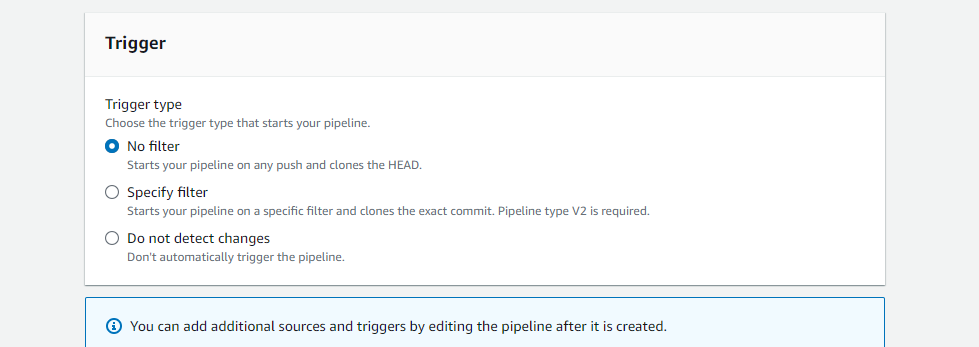 Trigger
Trigger type
Choose the trigger type that starts your pipeline.
No filter
Starts your pipeline on any push and clones the HEAD.
Specify filter
Starts your pipeline on a specific filter and clones the exact commit. Pipeline type V2 is required.
Do not detect changes
Don't automatically trigger the pipeline.
You can add additional sources and triggers by editing the pipeline after it is created.